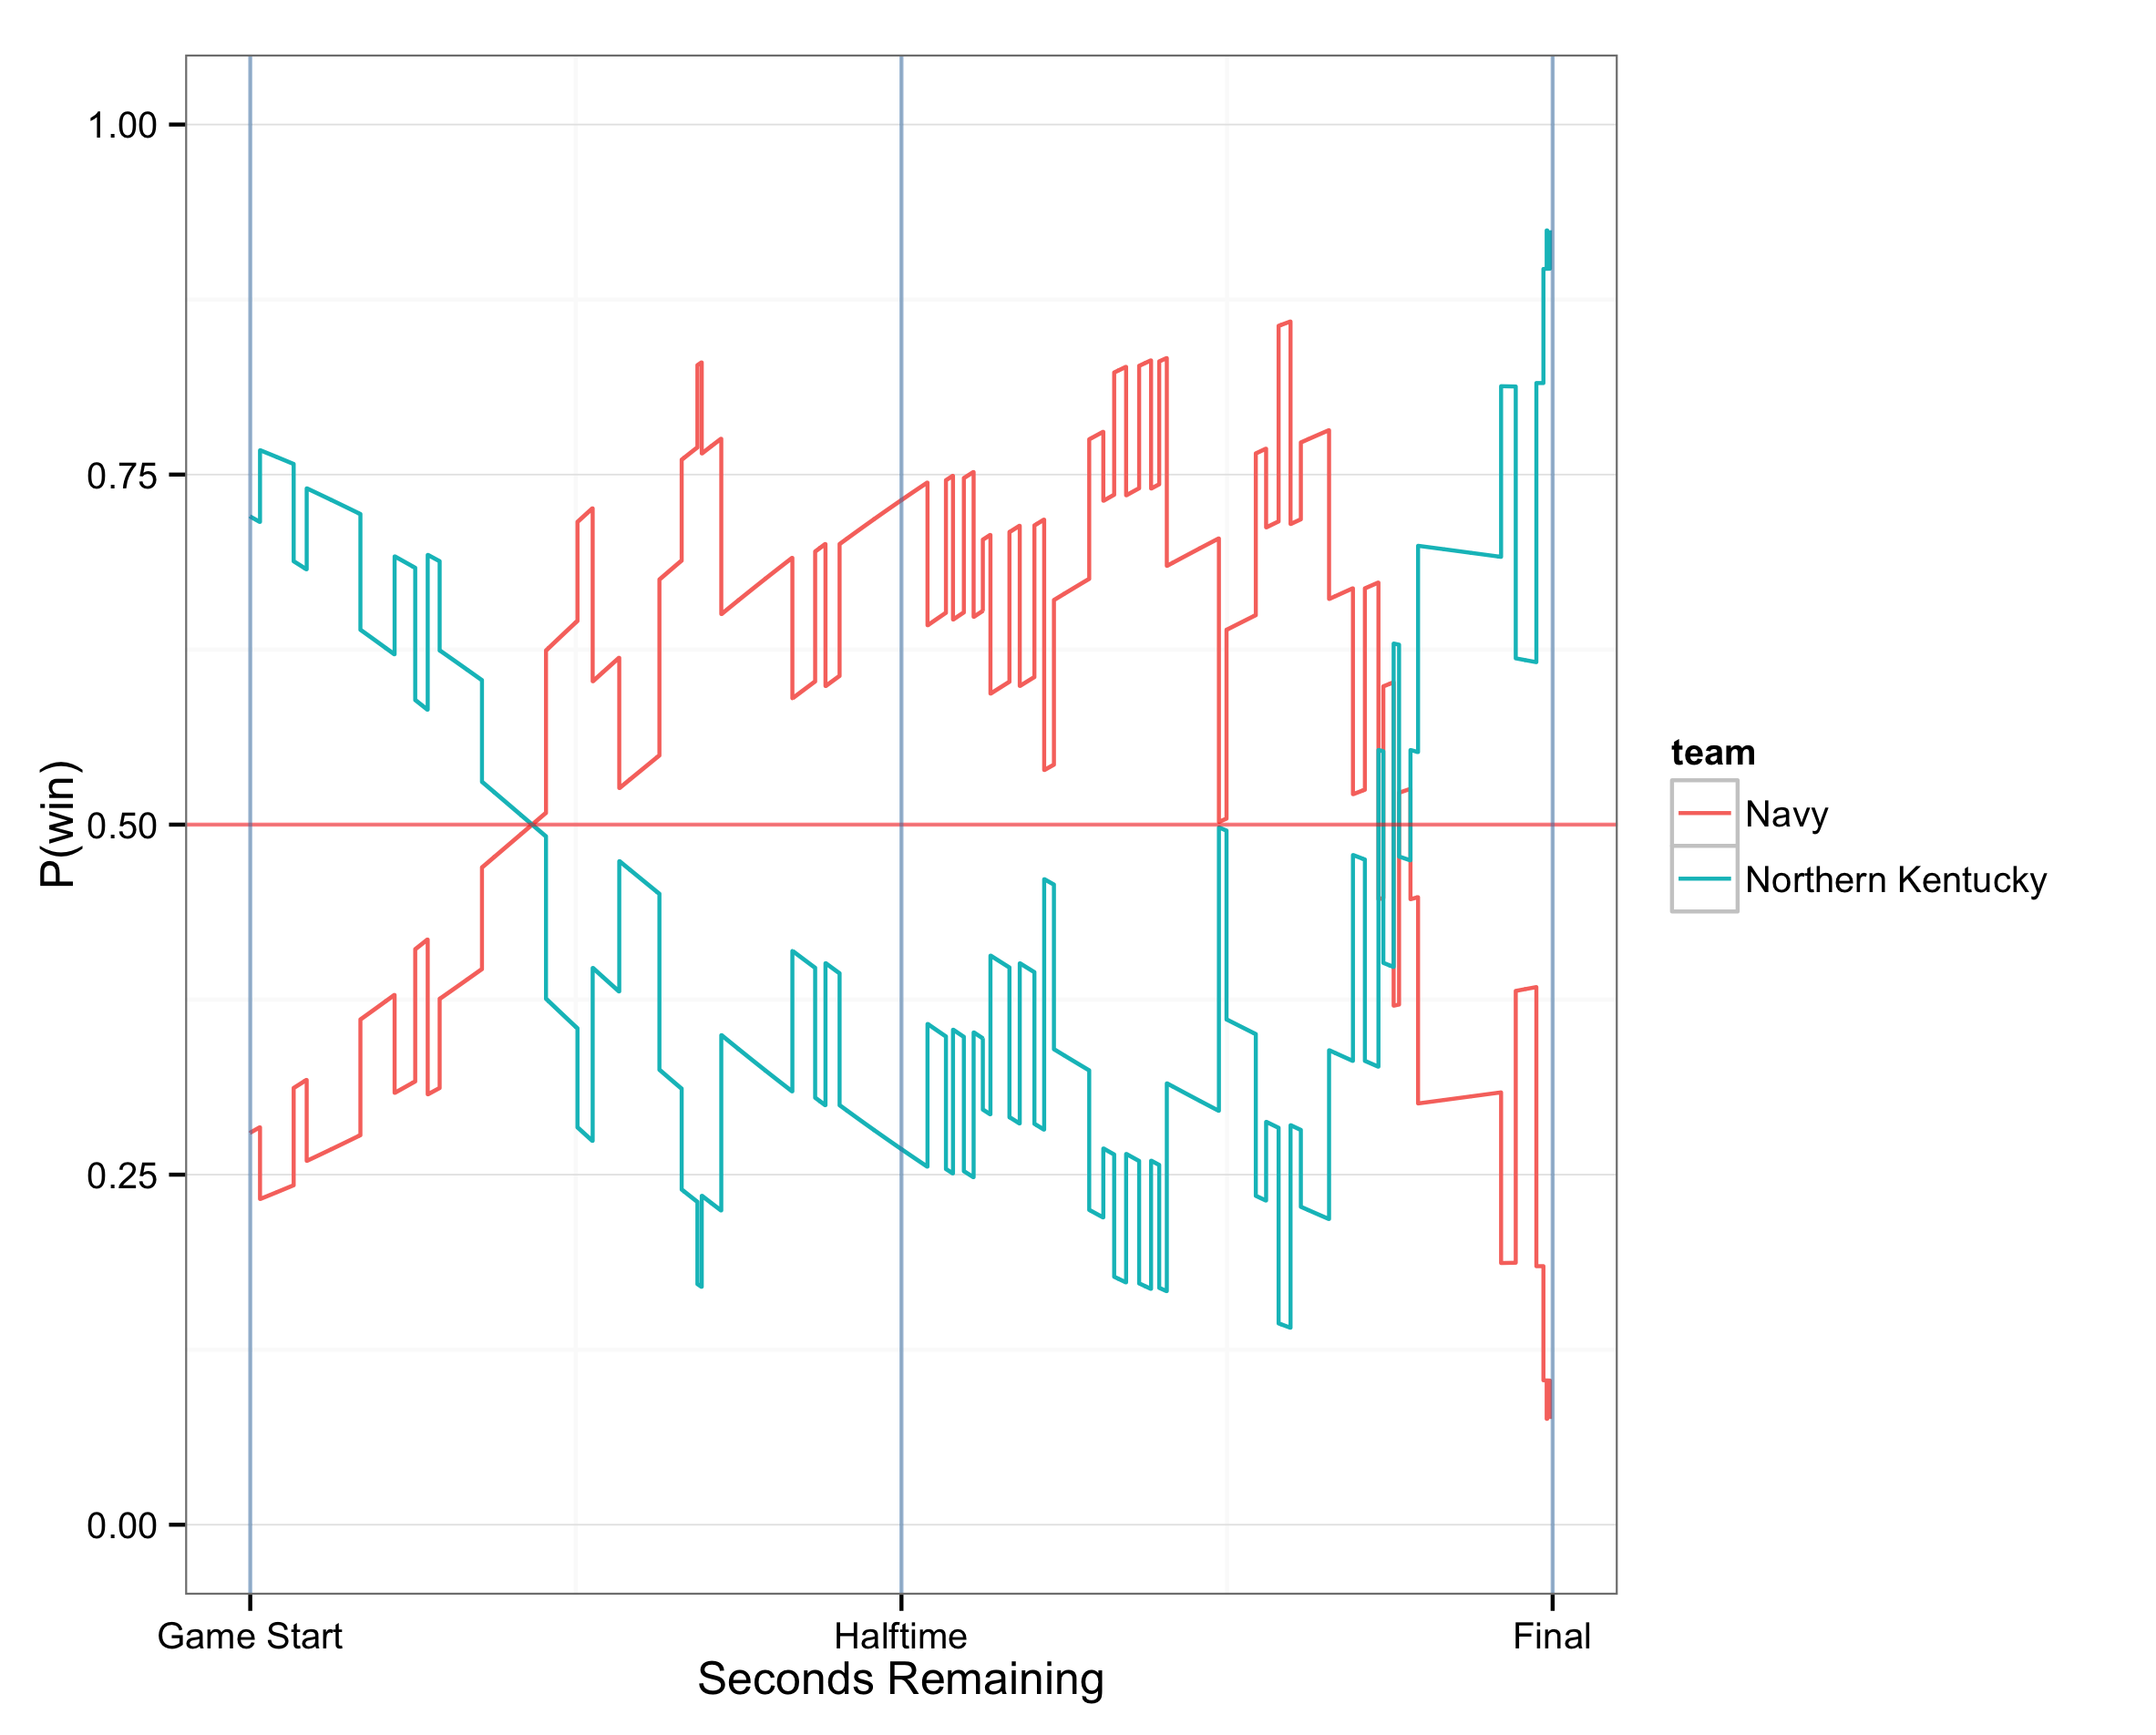 P(win)
1.00
0.75
0.50
0.25
0.00
Game Start
Halftime
Final
Seconds Remaining
team
Navy
Northern Kentucky